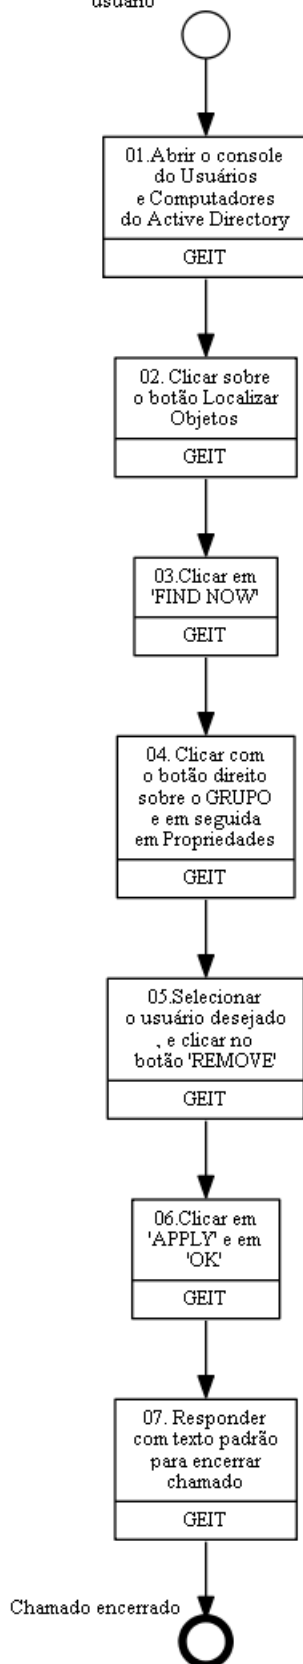 usuário
01.Abrir o console
do Usuários
e Computadores
do Active Directory
GEIT
02. Clicar sobre
o botão Localizar
Objetos
GEIT
03.Clicar em
'FIND NOW'
GEIT
04. Clicar com
o botão direito
sobre o GRUPO
e em seguida
em Propriedades
GEIT
05.Selecionar
o usuário desejado
, e clicar no
botão 'REMOVE'
GEIT
06.Clicar em
'APPLY' e em
'OK'
GEIT
07. Responder
com texto padrão
para encerrar
chamado
GEIT
Chamado encerrado